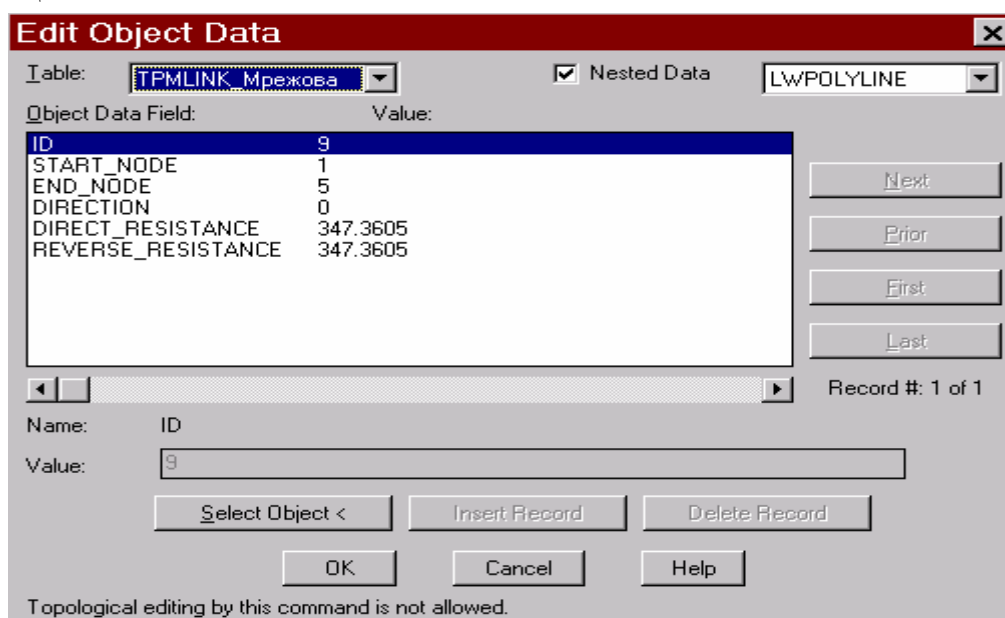 Edit Object Data
Table: TPMLINK_Мрежова Nested Data LWPOLYLINE
Object Data Field: Value:
ID 9
START_NODE 1
END_NODE 5
DIRECTION 0
DIRECT_RESISTANCE 347.3605
REVERSE_RESISTANCE 347.3605
Next
Prior
First
Last
Record #: 1 of 1
Name: ID
Value: 9
Select Object < Insert Record Delete Record
OK Cancel Help
Topological editing by this command is not allowed.